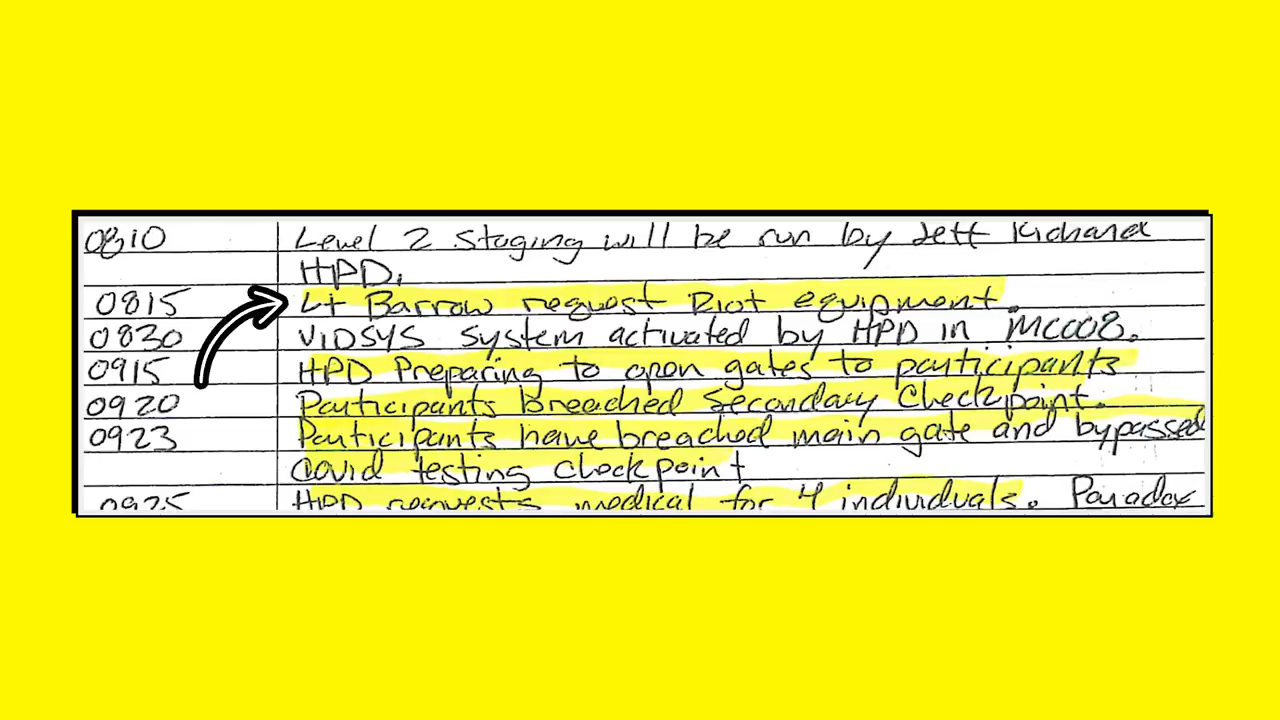 0810 Level 2 staging will be run by Jeff Richard
HPD.
0815 Lt Barrow request Riot equipment.
0830 VIDSYS system activated by HPD in MC008.
0915 HPD Preparing to open gates to participants
0920 Participants breached Secondary Checkpoint.
0923 Participants have breached main gate and bypassed
Covid testing checkpoint
0925 HPD requests medical for 4 individuals. Paradox